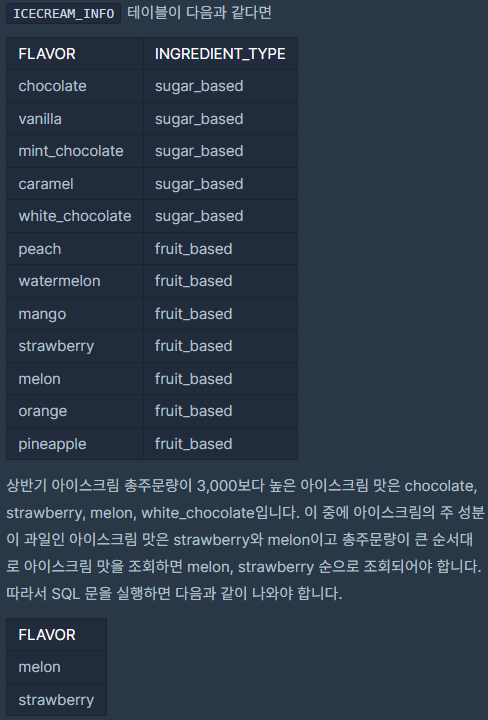 ICECREAM_INFO 테이블이 다음과 같다면
FLAVOR INGREDIENT_TYPE
chocolate sugar_based
vanilla sugar_based
mint_chocolate sugar_based
caramel sugar_based
white_chocolate sugar_based
peach fruit_based
watermelon fruit_based
mango fruit_based
strawberry fruit_based
melon fruit_based
orange fruit_based
pineapple fruit_based
상반기 아이스크림 총주문량이 3,000보다 높은 아이스크림 맛은 chocolate,
strawberry, melon, white_chocolate입니다. 이 중에 아이스크림의 주 성분
이 과일인 아이스크림 맛은 strawberry와 melon이고 총주문량이 큰 순서대
로 아이스크림 맛을 조회하면 melon, strawberry 순으로 조회되어야 합니다.
따라서 SQL 문을 실행하면 다음과 같이 나와야 합니다.
FLAVOR
melon
strawberry